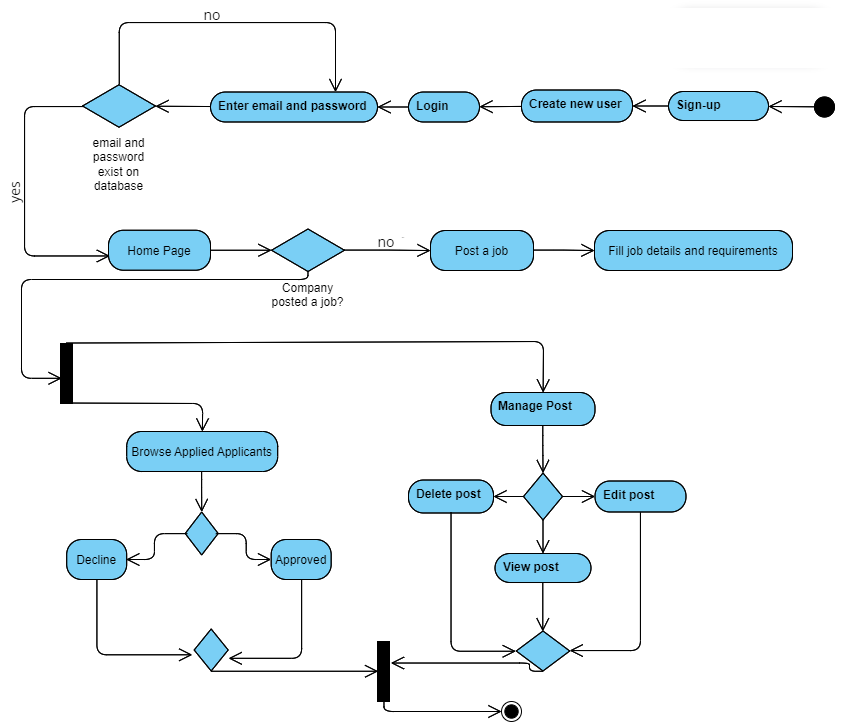 no
Enter email and password
Login
Create new user
Sign-up
email and
password
exist on
database
yes
Home Page
no
Post a job
Fill job details and requirements
Company
posted a job?
Manage Post
Browse Applied Applicants
Delete post
Edit post
Decline
Approved
View post